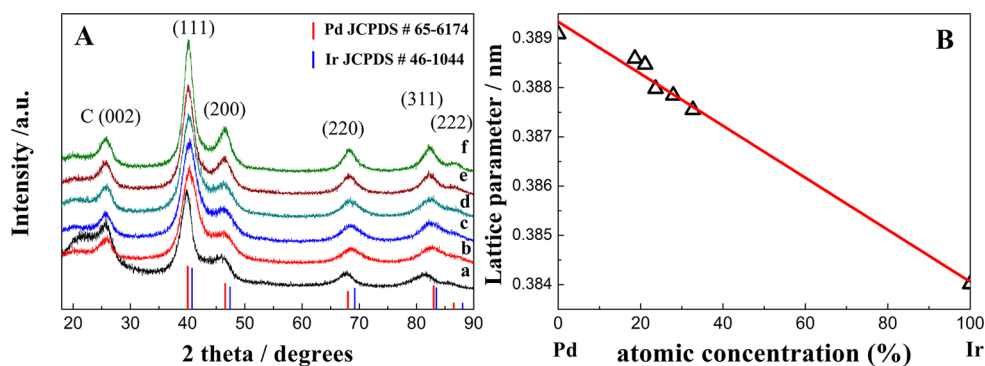 A
(111)
Pd JCPDS # 65-6174
Ir JCPDS # 46-1044
C (002)
(200)
(220)
(311)
(222)
f
e
d
c
b
a
Intensity /a.u.
20 30 40 50 60 70 80 90
2 theta / degrees
B
Lattice parameter / nm
0.389
0.388
0.387
0.386
0.385
0.384
0 20 40 60 80 100
Pd atomic concentration (%) Ir